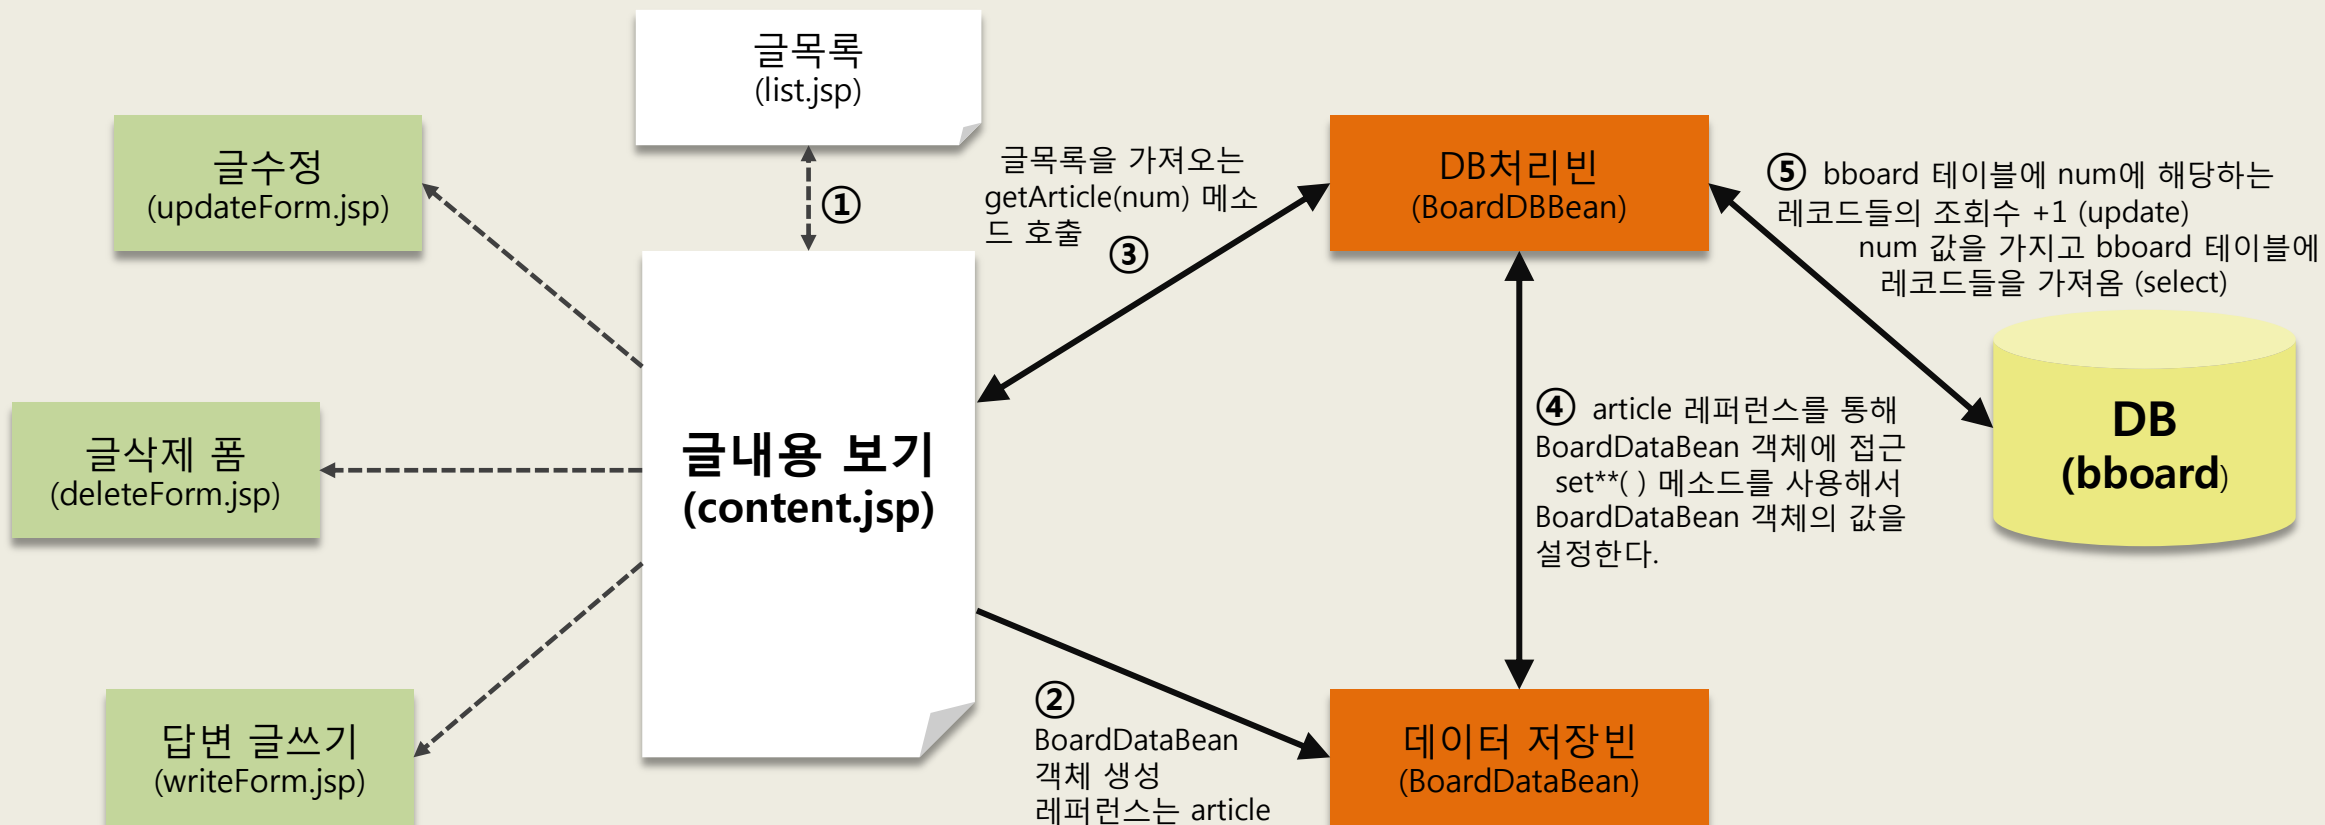 글목록
(list.jsp)
글수정
(updateForm.jsp)
①
글목록을 가져오는
getArticle(num) 메소
드 호출
③
DB처리빈
(BoardDBBean)
⑤ bboard 테이블에 num에 해당하는
레코드들의 조회수 +1 (update)
num 값을 가지고 bboard 테이블에
레코드들을 가져옴 (select)
글삭제 폼
(deleteForm.jsp)
글내용 보기
(content.jsp)
④ article 레퍼런스를 통해
BoardDataBean 객체에 접근
set**( ) 메소드를 사용해서
BoardDataBean 객체의 값을
설정한다.
DB
(bboard)
답변 글쓰기
(writeForm.jsp)
②
BoardDataBean
객체 생성
레퍼런스는 article
데이터 저장빈
(BoardDataBean)